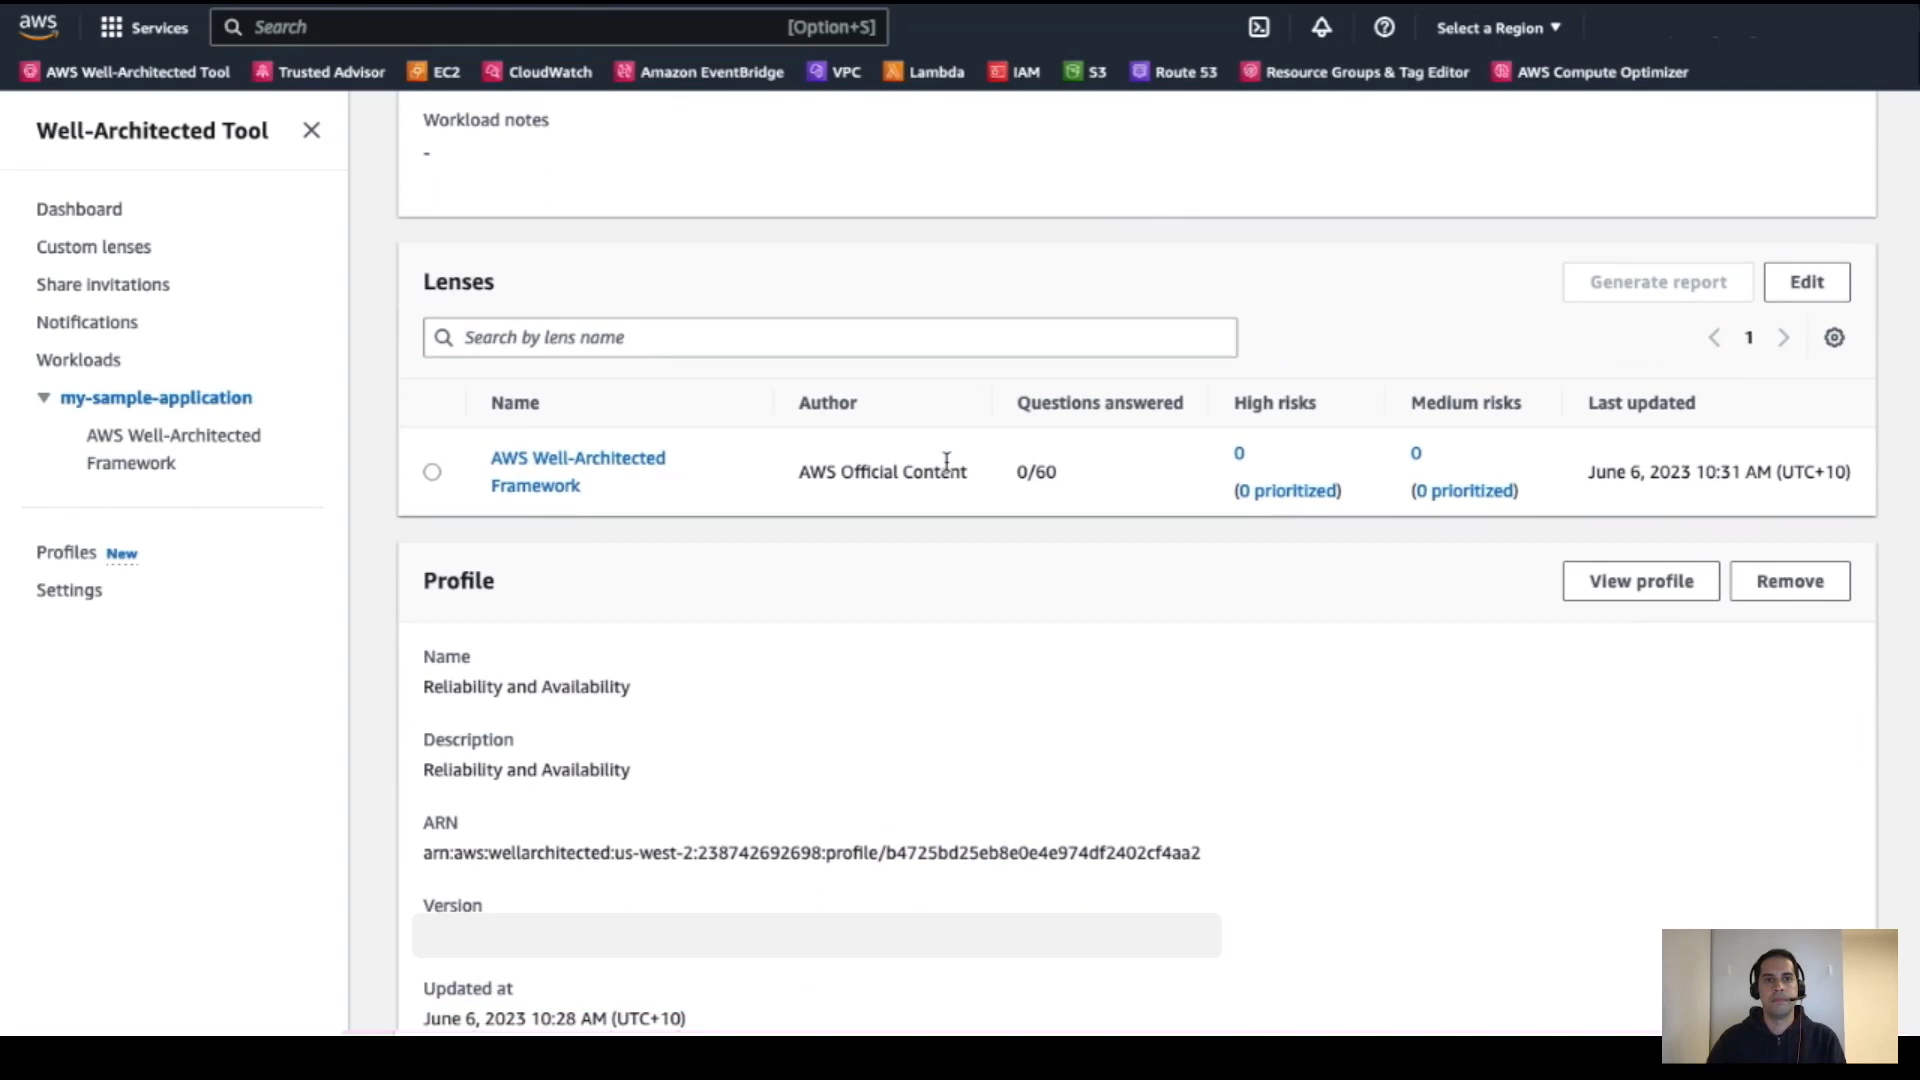 aws
Services
Search
[Option+S]
Select a Region
AWS Well-Architected Tool
Trusted Advisor
EC2
CloudWatch
Amazon EventBridge
VPC
Lambda
IAM
S3
Route 53
Resource Groups & Tag Editor
AWS Compute Optimizer
Well-Architected Tool
Dashboard
Custom lenses
Share invitations
Notifications
Workloads
my-sample-application
AWS Well-Architected
Framework
Profiles New
Settings
Workload notes
-
Lenses
Generate report
Edit
Search by lens name
1
Name
Author
Questions answered
High risks
Medium risks
Last updated
AWS Well-Architected
Framework
AWS Official Content
0/60
0
(0 prioritized)
0
(0 prioritized)
June 6, 2023 10:31 AM (UTC+10)
Profile
View profile
Remove
Name
Reliability and Availability
Description
Reliability and Availability
ARN
arn:aws:wellarchitected:us-west-2:238742692698:profile/b4725bd25eb8e0e4e974df2402cf4aa2
Version
Updated at
June 6, 2023 10:28 AM (UTC+10)